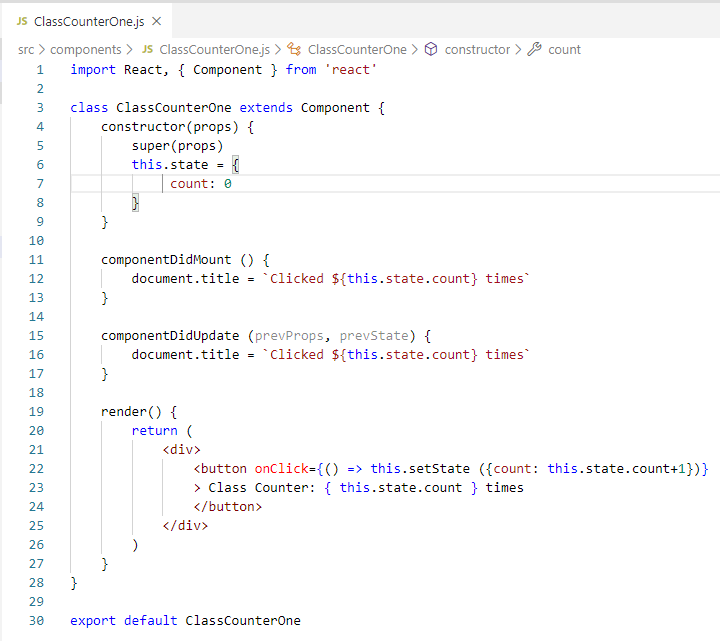 JS ClassCounterOne.js ×
src > components > JS ClassCounterOne.js > ClassCounterOne > constructor > count
1 import React, { Component } from 'react'
2
3 class ClassCounterOne extends Component {
4     constructor(props) {
5         super(props)
6         this.state = {
7             count: 0
8         }
9     }
10
11     componentDidMount () {
12         document.title = `Clicked ${this.state.count} times`
13     }
14
15     componentDidUpdate (prevProps, prevState) {
16         document.title = `Clicked ${this.state.count} times`
17     }
18
19     render() {
20         return (
21             <div>
22                 <button onClick={() => this.setState ({count: this.state.count+1})}
23                 > Class Counter: { this.state.count } times
24                 </button>
25             </div>
26         )
27     }
28 }
29
30 export default ClassCounterOne